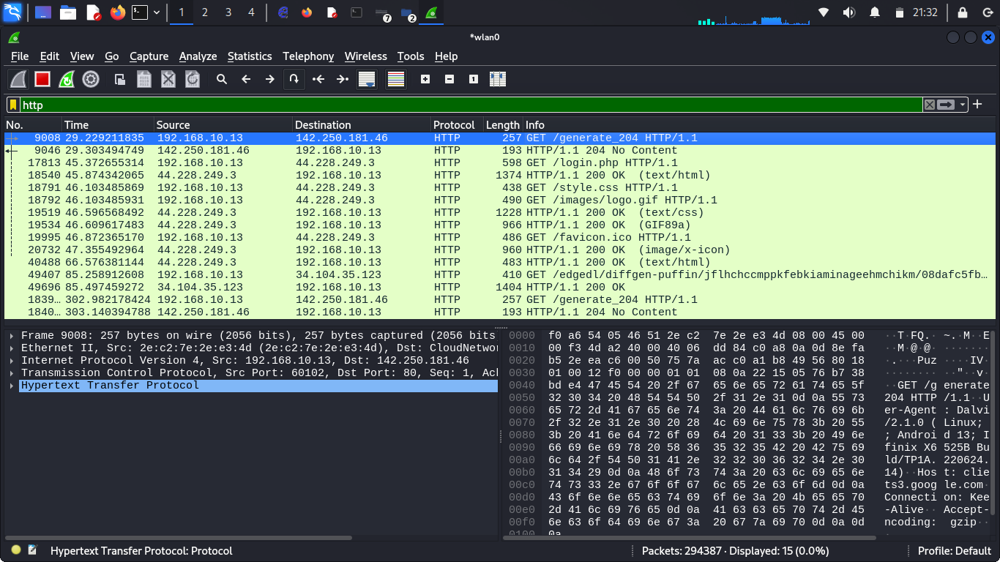 1 2 3 4 7 2 21:32
*wlan0
File Edit View Go Capture Analyze Statistics Telephony Wireless Tools Help
http
No. Time Source Destination Protocol Length Info
9008 29.229211835 192.168.10.13 142.250.181.46 HTTP 257 GET /generate_204 HTTP/1.1
9046 29.303494749 142.250.181.46 192.168.10.13 HTTP 193 HTTP/1.1 204 No Content
17813 45.372655314 192.168.10.13 44.228.249.3 HTTP 598 GET /login.php HTTP/1.1
18540 45.874342065 44.228.249.3 192.168.10.13 HTTP 1374 HTTP/1.1 200 OK (text/html)
18791 46.103485869 192.168.10.13 44.228.249.3 HTTP 438 GET /style.css HTTP/1.1
18792 46.103485931 192.168.10.13 44.228.249.3 HTTP 490 GET /images/logo.gif HTTP/1.1
19519 46.596568492 44.228.249.3 192.168.10.13 HTTP 1228 HTTP/1.1 200 OK (text/css)
19534 46.609617483 44.228.249.3 192.168.10.13 HTTP 966 HTTP/1.1 200 OK (GIF89a)
19995 46.872365170 192.168.10.13 44.228.249.3 HTTP 486 GET /favicon.ico HTTP/1.1
20732 47.355492964 44.228.249.3 192.168.10.13 HTTP 960 HTTP/1.1 200 OK (image/x-icon)
40488 66.576381144 44.228.249.3 192.168.10.13 HTTP 483 HTTP/1.1 200 OK (text/html)
49407 85.258912608 192.168.10.13 34.104.35.123 HTTP 410 GET /edgedl/diffgen-puffin/jflhchccmppkfebkiaminageehmchikm/08dafc5fb…
49696 85.497459272 34.104.35.123 192.168.10.13 HTTP 1404 HTTP/1.1 200 OK
1839… 302.982178424 192.168.10.13 142.250.181.46 HTTP 257 GET /generate_204 HTTP/1.1
1840… 303.140394788 142.250.181.46 192.168.10.13 HTTP 193 HTTP/1.1 204 No Content
Frame 9008: 257 bytes on wire (2056 bits), 257 bytes captured (2056 bits
Ethernet II, Src: 2e:c2:7e:2e:e3:4d (2e:c2:7e:2e:e3:4d), Dst: CloudNetwo
Internet Protocol Version 4, Src: 192.168.10.13, Dst: 142.250.181.46
Transmission Control Protocol, Src Port: 60102, Dst Port: 80, Seq: 1, Ac
Hypertext Transfer Protocol
0000 f0 a6 54 05 46 51 2e c2 7e 2e e3 4d 08 00 45 00 ··T·FQ.· ~.·M··E·
0010 00 f3 4d a2 40 00 40 06 dd 84 c0 a8 0a 0d 8e fa ··M·@·@· ········
0020 b5 2e ea c6 00 50 75 7a ac c0 a1 b8 49 56 80 18 ·.···Puz ····IV··
0030 01 00 12 f0 00 00 01 01 08 0a 22 15 05 76 b7 38 ········ ··"··v·8
0040 bd e4 47 45 54 20 2f 67 65 6e 65 72 61 74 65 5f ··GET /g enerate_
0050 32 30 34 20 48 54 54 50 2f 31 2e 31 0d 0a 55 73 204 HTTP /1.1··U
0060 65 72 2d 41 67 65 6e 74 3a 20 44 61 6c 76 69 6b er-Agent : Dalvi
0070 2f 32 2e 31 2e 30 20 28 4c 69 6e 75 78 3b 20 55 /2.1.0 ( Linux;
0080 3b 20 41 6e 64 72 6f 69 64 20 31 33 3b 20 49 6e ; Androi d 13; I
0090 66 69 6e 69 78 20 58 36 35 32 35 42 20 42 75 69 finix X6 525B Bu
00a0 6c 64 2f 54 50 31 41 2e 32 32 30 36 32 34 2e 30 ld/TP1A. 220624.
00b0 31 34 29 0d 0a 48 6f 73 74 3a 20 63 6c 69 65 6e 14)··Hos t: clie
00c0 74 73 33 2e 67 6f 6f 67 6c 65 2e 63 6f 6d 0d 0a ts3.goog le.com
00d0 43 6f 6e 6e 65 63 74 69 6f 6e 3a 20 4b 65 65 70 Connecti on: Kee
00e0 2d 41 6c 69 76 65 0d 0a 41 63 63 65 70 74 2d 45 -Alive·· Accept-
00f0 6e 63 6f 64 69 6e 67 3a 20 67 7a 69 70 0d 0a 0d ncoding: gzip···
0100 0a
Hypertext Transfer Protocol: Protocol Packets: 294387 · Displayed: 15 (0.0%) Profile: Default